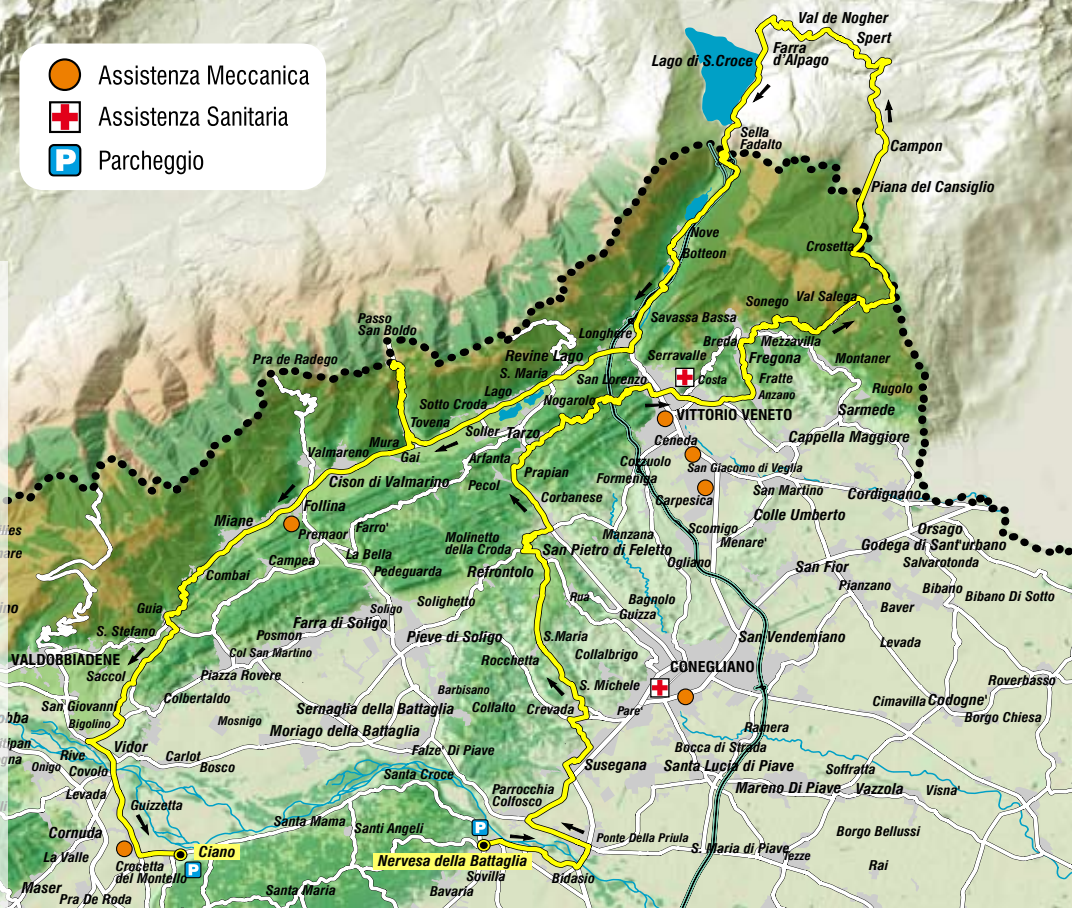 Assistenza Meccanica
Assistenza Sanitaria
P Parcheggio
Val de Nogher
Spert
Farra
d'Alpago
Lago di S.Croce
Sella
Fadalto
Campon
Piana del Cansiglio
Nove
Botteon
Crosetta
Sonego
Val Salega
Passo
San Boldo
Savassa Bassa
Longhere
Breda
Mezzavilla
Pra de Radego
Revine Lago
Serravalle
Fregona
Montaner
S. Maria
San Lorenzo
Costa
Fratte
Rugolo
Lago
Nogarolo
Anzano
Sotto Croda
VITTORIO VENETO
Sarmede
Tovena
Soller
Tarzo
Mura
Ceneda
Cappella Maggiore
Valmareno
Gai
Arfanta
Cozzuolo
San Giacomo di Veglia
Cison di Valmarino
Pecol
Prapian
Formeniga
San Martino
Cordignano
Corbanese
Carpesica
Follina
Colle Umberto
Miane
Premaor
Farro'
Molinetto
della Croda
Manzana
Scomigo
Menare'
Orsago
Godega di Sant'urbano
La Bella
San Pietro di Feletto
Campea
Pedeguarda
Refrontolo
Ogliano
San Fior
Salvarotonda
Combai
Pianzano
Bibano
Bibano Di Sotto
Rua
Bagnolo
Baver
Guia
Soligo
Solighetto
Guizza
Farra di Soligo
S. Stefano
Posmon
Pieve di Soligo
S.Maria
San Vendemiano
Levada
VALDOBBIADENE
Col San Martino
Collalbrigo
Rocchetta
CONEGLIANO
Saccol
Piazza Rovere
Roverbasso
Barbisano
S. Michele
Colbertaldo
San Giovanni
Sernaglia della Battaglia
Collalto
Crevada
Pare'
Cimavilla
Codogne'
Bigolino
Mosnigo
Borgo Chiesa
Moriago della Battaglia
Ramera
Vidor
Falze' Di Piave
Bocca di Strada
Rive
Carlot
Onigo
Covolo
Bosco
Santa Croce
Susegana
Santa Lucia di Piave
Soffratta
Levada
Parrocchia
Colfosco
Mareno Di Piave
Vazzola
Visna'
Guizzetta
Santa Mama
Santi Angeli
P
Cornuda
Ponte Della Priula
Borgo Bellussi
La Valle
Ciano
S. Maria di Piave
Tezze
Crocetta
del Montello
P
Nervesa della Battaglia
Rai
Sovilla
Bidasio
Maser
Santa Maria
Bavaria
Pra De Roda